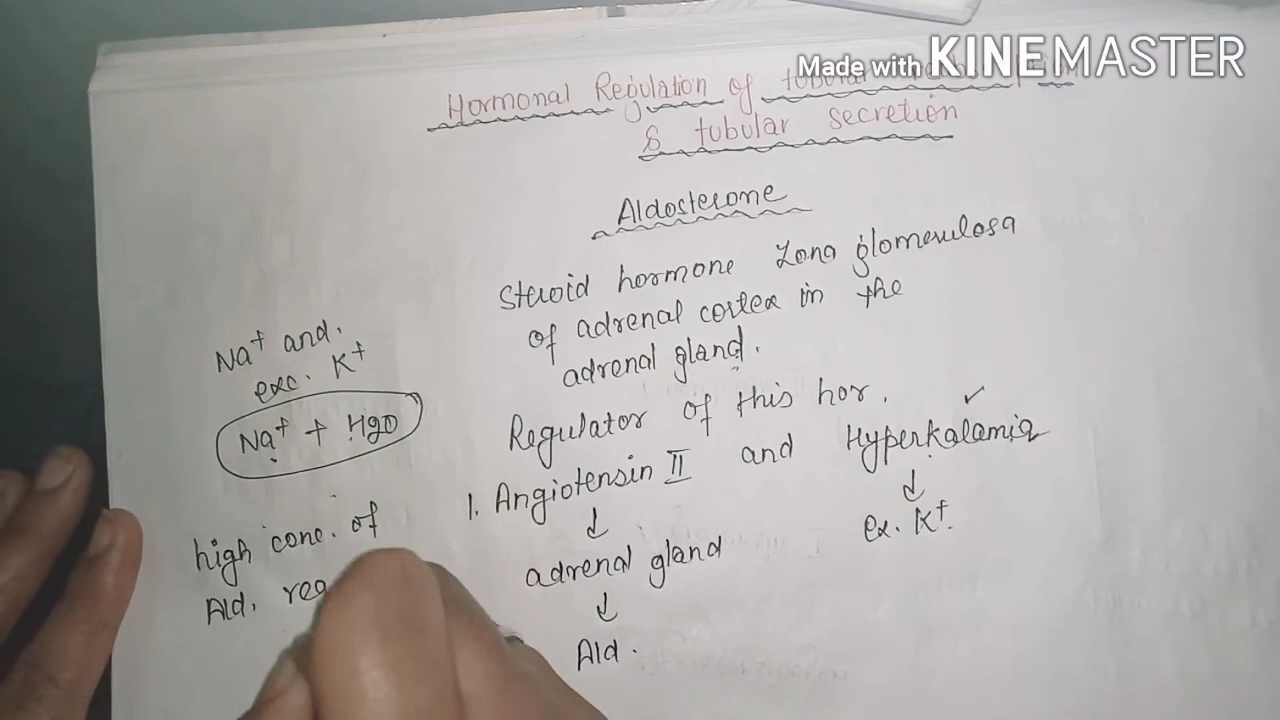 Made with KINEMASTER
Hormonal Regulation of tubular
& tubular secretion
Aldosterone
Steroid hormone Zona glomerulosa
of adrenal cortex in the
adrenal gland.
Na+ and.
exc. K+
Na+ + H2O
Regulator of this hor.
1. Angiotensin II and Hyperkalamia
↓
ex. K+.
adrenal gland
↓
Ald.
high conc. of
Ald.